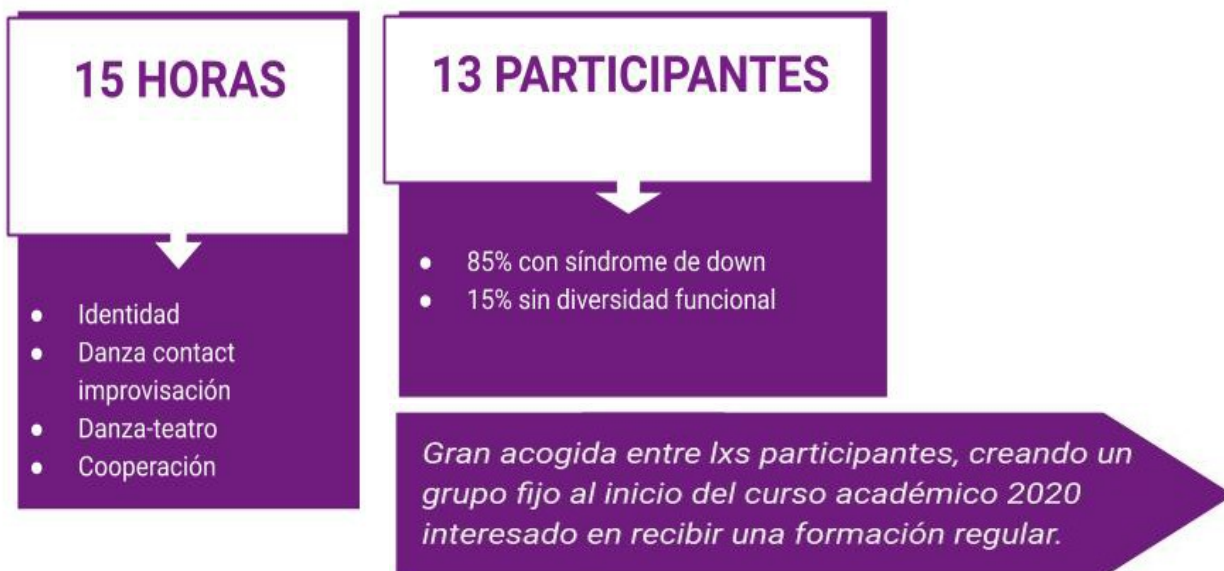 15 HORAS
● Identidad
● Danza contact
improvisación
● Danza-teatro
● Cooperación
13 PARTICIPANTES
● 85% con síndrome de down
● 15% sin diversidad funcional
Gran acogida entre lxs participantes, creando un
grupo fijo al inicio del curso académico 2020
interesado en recibir una formación regular.